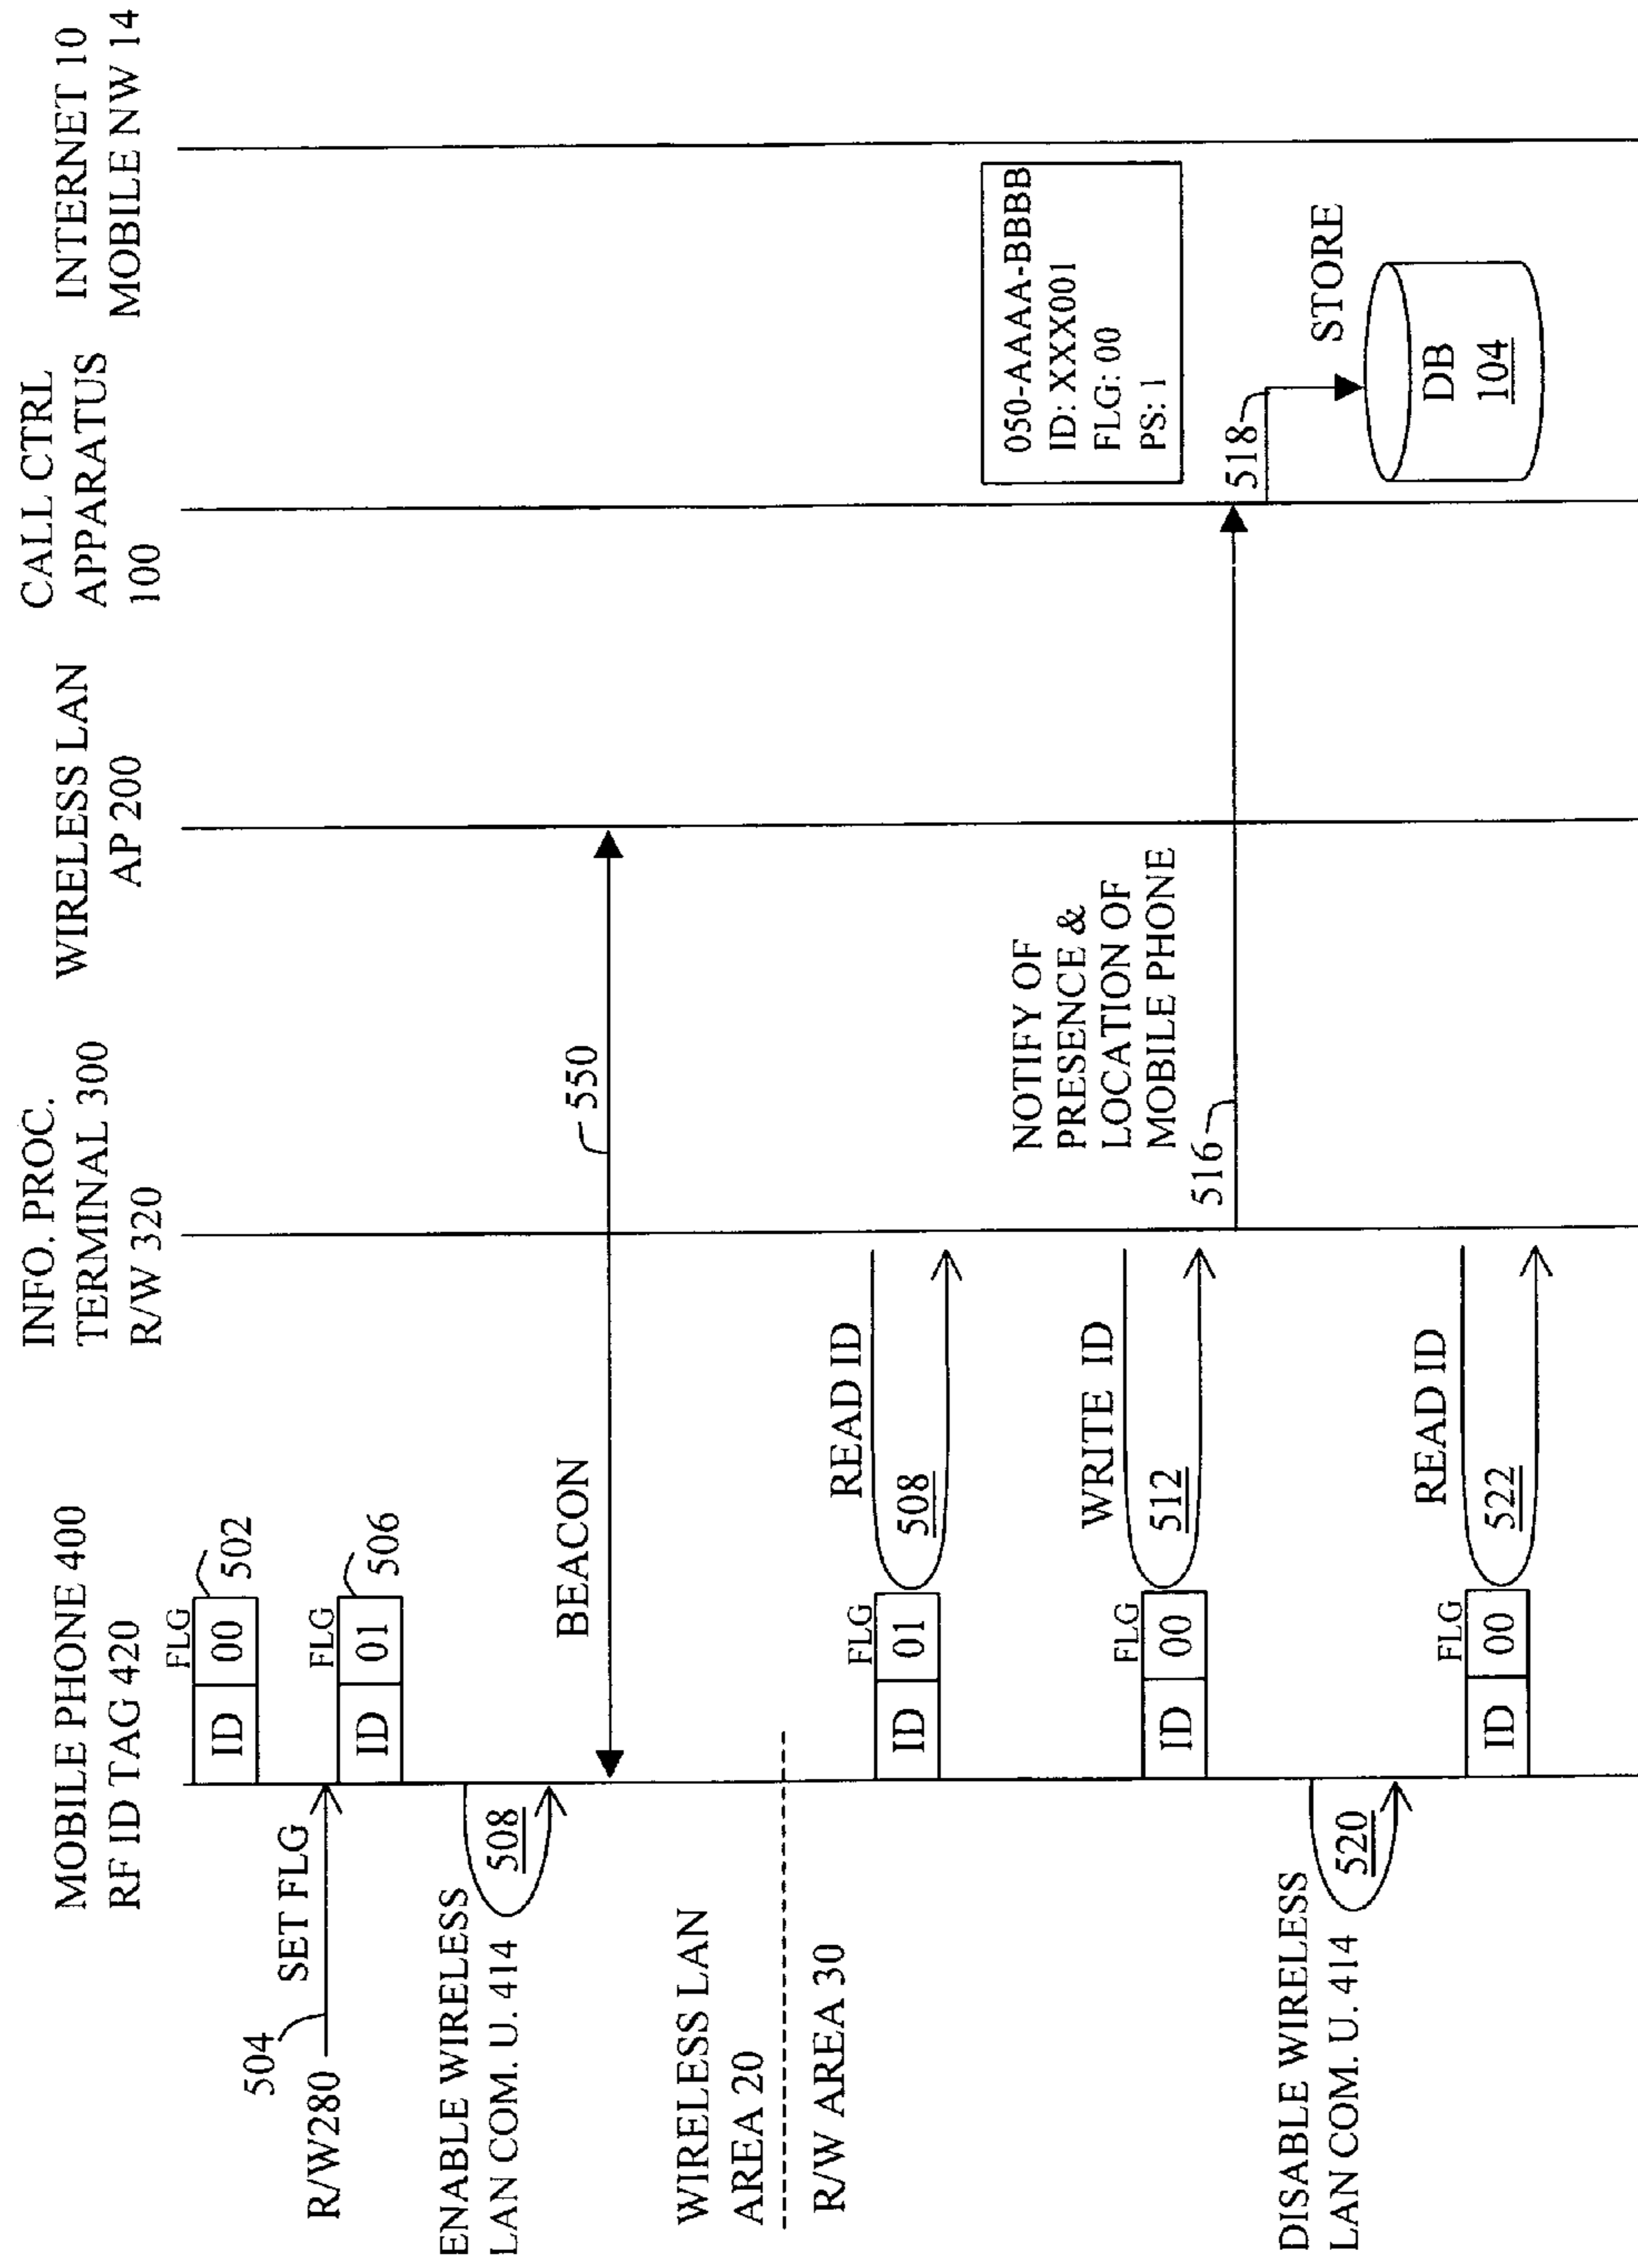 MOBILE PHONE 400
RF ID TAG 420
INFO. PROC.
TERMINAL 300
R/W 320
WIRELESS LAN
AP 200
CALL CTRL
APPARATUS
100
INTERNET 10
MOBILE NW 14
FLG
ID 00
502
504
SET FLG
R/W280
FLG
ID 01
506
ENABLE WIRELESS
LAN COM. U. 414
508
BEACON
550
WIRELESS LAN
AREA 20
R/W AREA 30
FLG
ID 01
READ ID
508
FLG
ID 00
WRITE ID
512
NOTIFY OF
PRESENCE &
LOCATION OF
MOBILE PHONE
516
050-AAAA-BBBB
ID: XXX001
FLG: 00
PS: 1
518
STORE
DB
104
DISABLE WIRELESS
LAN COM. U. 414
520
FLG
ID 00
READ ID
522